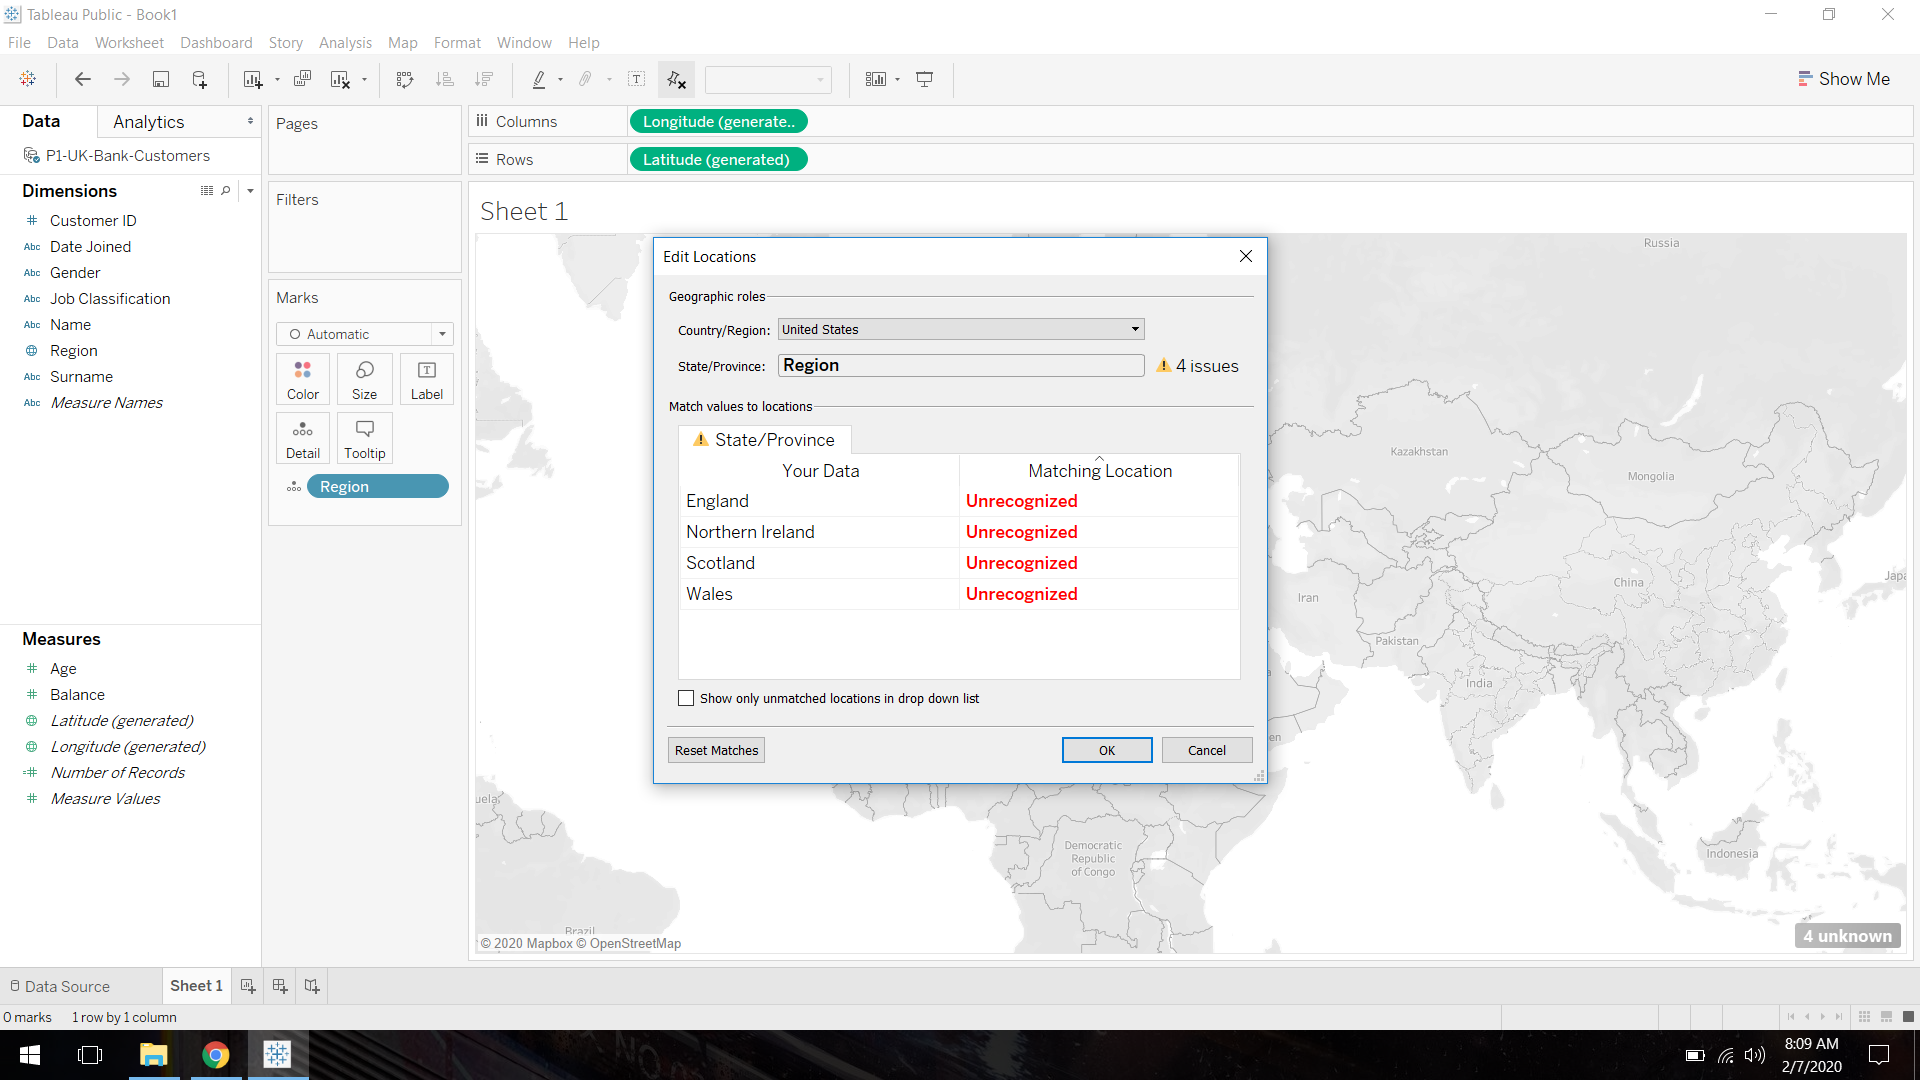 Tableau Public - Book1
File Data Worksheet Dashboard Story Analysis Map Format Window Help
Show Me
Data Analytics
P1-UK-Bank-Customers
Dimensions
Customer ID
Abc Date Joined
Abc Gender
Abc Job Classification
Abc Name
Region
Abc Surname
Abc Measure Names
Measures
Age
Balance
Latitude (generated)
Longitude (generated)
Number of Records
Measure Values
Pages
Filters
Marks
Automatic
Color Size Label
Detail Tooltip
Region
Columns Longitude (generate..
Rows Latitude (generated)
Sheet 1
Edit Locations
Geographic roles
Country/Region: United States
State/Province: Region 4 issues
Match values to locations
State/Province
Your Data Matching Location
England Unrecognized
Northern Ireland Unrecognized
Scotland Unrecognized
Wales Unrecognized
Show only unmatched locations in drop down list
Reset Matches OK Cancel
Russia
Kazakhstan
Mongolia
China
Japa
Iran
Pakistan
India
en
uela
Democratic
Republic
of Congo
Indonesia
Brazil
© 2020 Mapbox © OpenStreetMap
4 unknown
Data Source Sheet 1
0 marks 1 row by 1 column
8:09 AM
2/7/2020